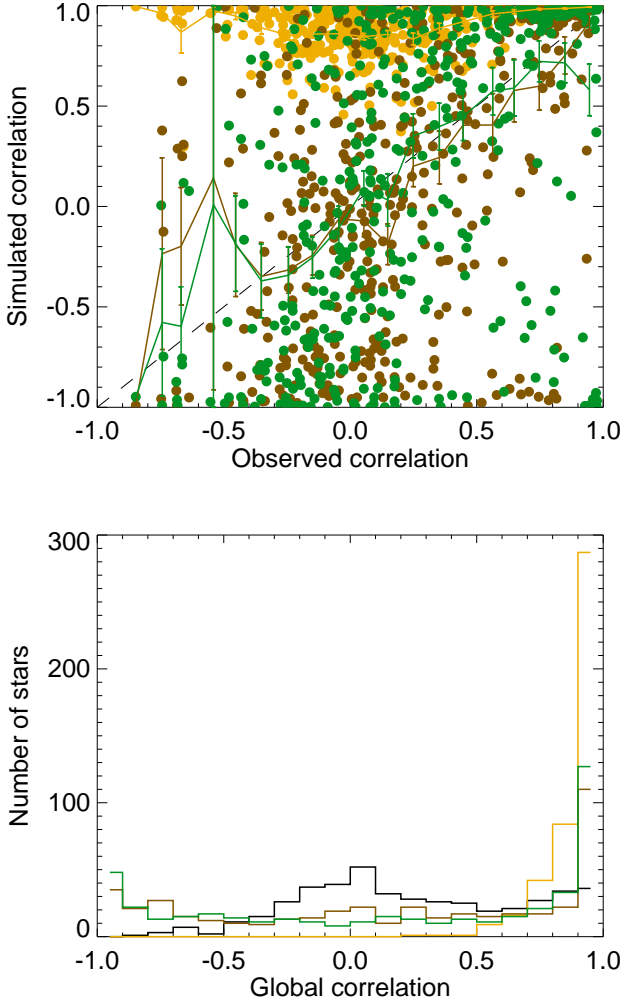 1.0
0.5
0.0
-0.5
-1.0
Simulated correlation
-1.0 -0.5 0.0 0.5 1.0
Observed correlation
300
200
100
0
Number of stars
-1.0 -0.5 0.0 0.5 1.0
Global correlation